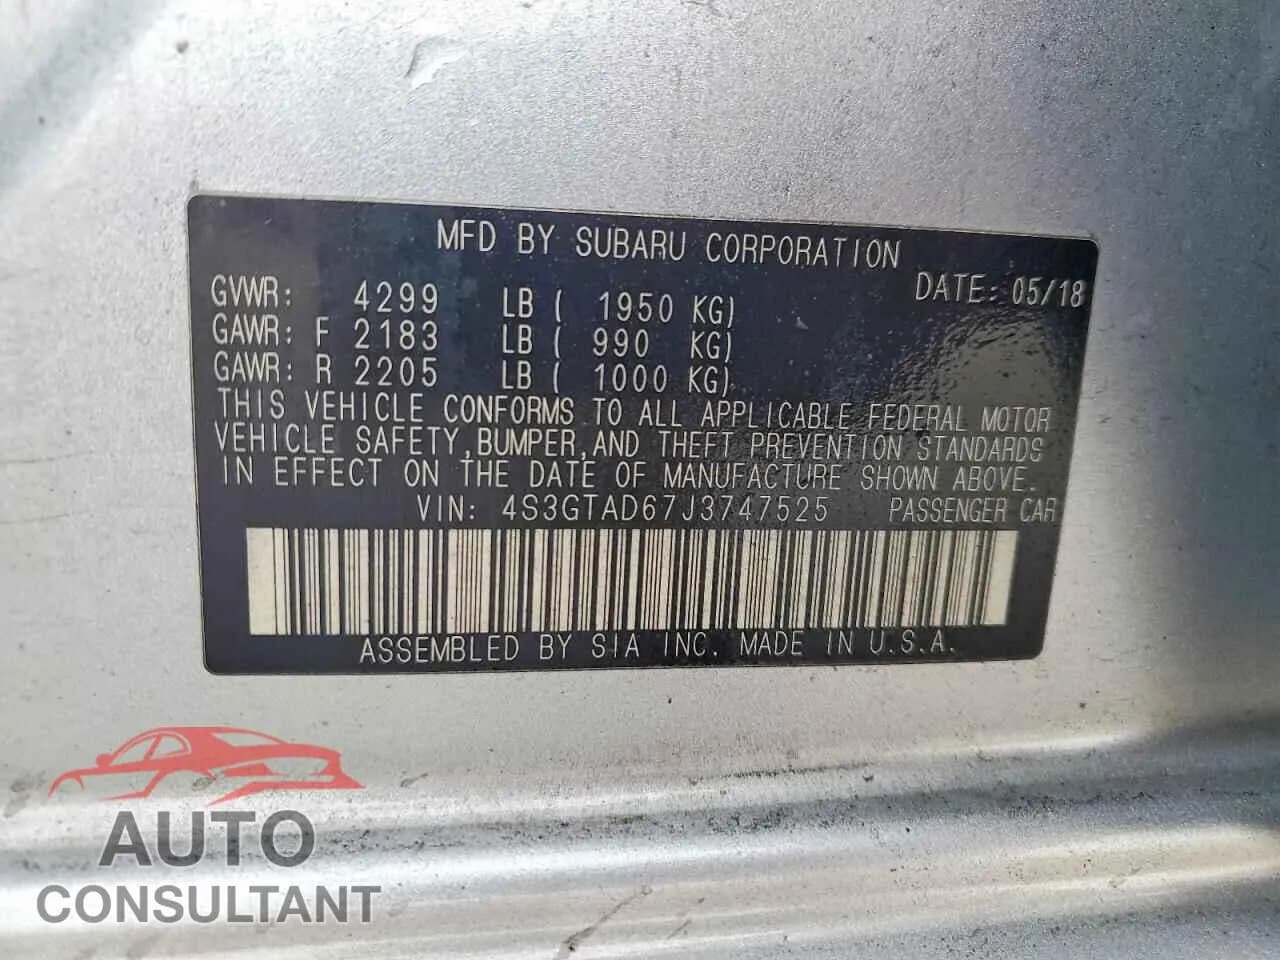 MFD BY SUBARU CORPORATION
DATE: 05/18
GVWR: 4299 LB ( 1950 KG)
GAWR: F 2183 LB ( 990 KG)
GAWR: R 2205 LB ( 1000 KG)
THIS VEHICLE CONFORMS TO ALL APPLICABLE FEDERAL MOTOR
VEHICLE SAFETY,BUMPER,AND THEFT PREVENTION STANDARDS
IN EFFECT ON THE DATE OF MANUFACTURE SHOWN ABOVE.
VIN: 4S3GTAD67J3747525 PASSENGER CAR
ASSEMBLED BY SIA INC. MADE IN U.S.A.
AUTO
CONSULTANT